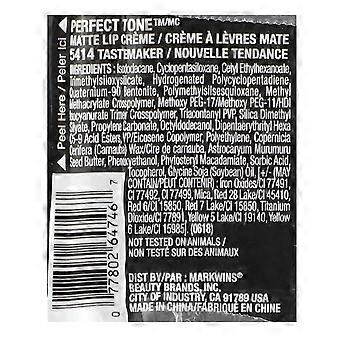 PERFECT TONE™/MC
MATTE LIP CRÈME / CRÈME À LÈVRES MATE
5414 TASTEMAKER / NOUVELLE TENDANCE
Peel Here / Peler Ici
INGREDIENTS: Isododecane, Cyclopentasiloxane, Cetyl Ethylhexanoate,
Trimethylsiloxysilicate, Hydrogenated Polycyclopentadiene,
Quaternium-90 Bentonite, Polymethylsilsesquioxane, Methyl
Methacrylate Crosspolymer, Methoxy PEG-17/Methoxy PEG-11/HDI
Isocyanurate Trimer Crosspolymer, Triacontanyl PVP, Silica Dimethyl
Silylate, Propylene Carbonate, Octyldodecanol, Dipentaerythrityl Hexa
C5-9 Acid Esters, VP/Eicosene Copolymer, Polyethylene, Copernicia
Cerifera (Carnauba) Wax/Cire de carnauba, Astrocaryum Murumuru
Seed Butter, Phenoxyethanol, Phytosteryl Macadamiate, Sorbic Acid,
Tocopherol, Glycine Soja (Soybean) Oil, [+/- (MAY
CONTAIN/PEUT CONTENIR) : Iron Oxides/CI 77491,
CI 77492, CI 77499, Mica, Red 28 Lake/CI 45410,
Red 6/CI 15850, Red 7 Lake/CI 15850, Titanium
Dioxide/CI 77891, Yellow 5 Lake/CI 19140, Yellow
6 Lake/CI 15985]. (0618)
NOT TESTED ON ANIMALS /
NON TESTÉ SUR DES ANIMAUX
DIST BY/PAR : MARKWINS®
BEAUTY BRANDS, INC.
CITY OF INDUSTRY, CA 91789 USA
MADE IN CHINA/FABRIQUÉ EN CHINE
0 77802 64746 7